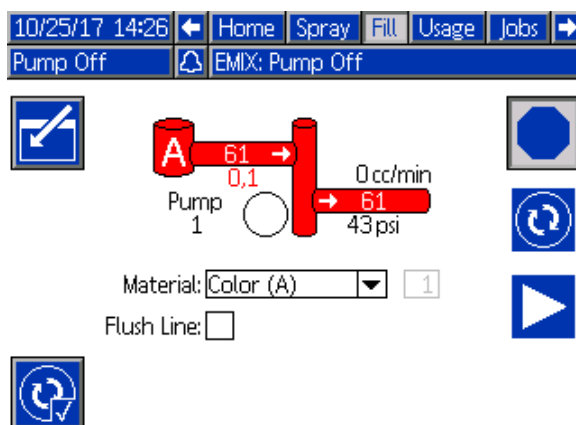 10/25/17 14:26 Home Spray Fill Usage Jobs
Pump Off EMIX: Pump Off
A 61
0,1
0 cc/min
Pump
1
61
43 psi
Material: Color (A) 1
Flush Line: